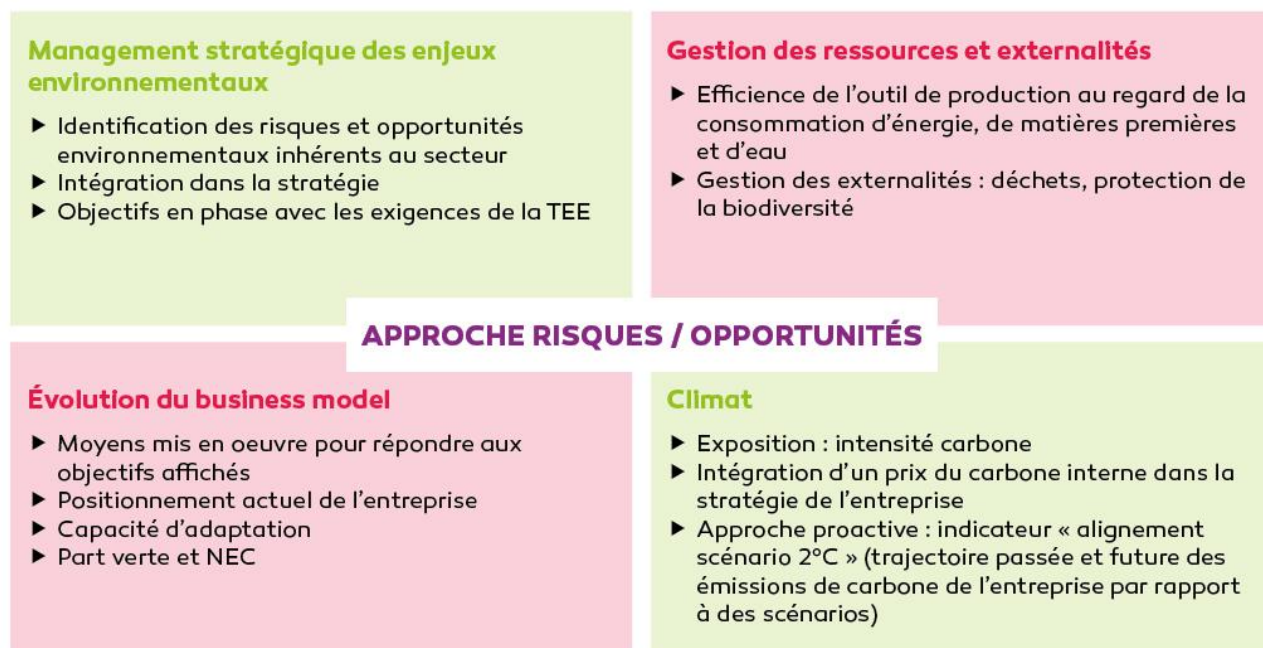 Management stratégique des enjeux
environnementaux
▶ Identification des risques et opportunités
environnementaux inhérents au secteur
▶ Intégration dans la stratégie
▶ Objectifs en phase avec les exigences de la TEE
Gestion des ressources et externalités
▶ Efficience de l’outil de production au regard de la
consommation d’énergie, de matières premières
et d’eau
▶ Gestion des externalités : déchets, protection de
la biodiversité
APPROCHE RISQUES / OPPORTUNITÉS
Évolution du business model
▶ Moyens mis en oeuvre pour répondre aux
objectifs affichés
▶ Positionnement actuel de l’entreprise
▶ Capacité d’adaptation
▶ Part verte et NEC
Climat
▶ Exposition : intensité carbone
▶ Intégration d’un prix du carbone interne dans la
stratégie de l’entreprise
▶ Approche proactive : indicateur « alignement
scénario 2°C » (trajectoire passée et future des
émissions de carbone de l’entreprise par rapport
à des scénarios)